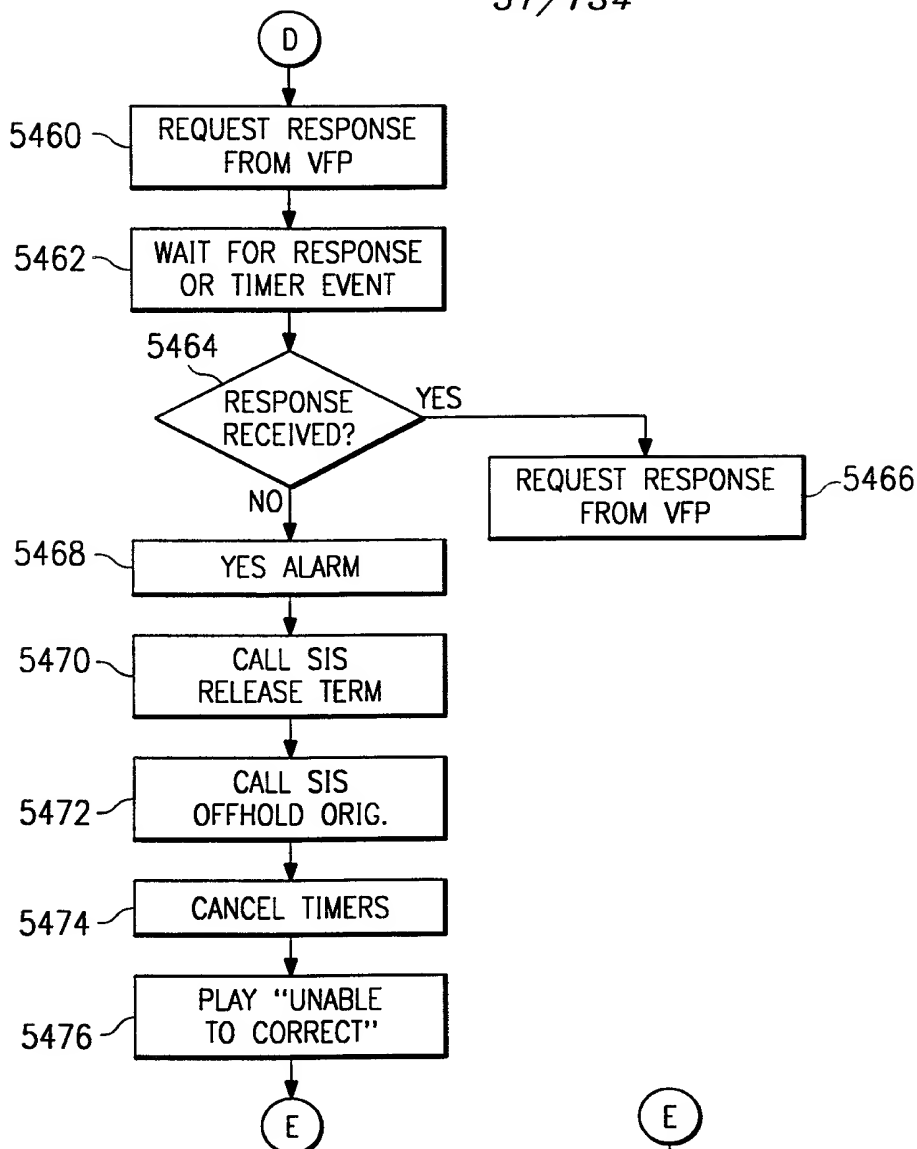 D
5460
REQUEST RESPONSE
FROM VFP
5462
WAIT FOR RESPONSE
OR TIMER EVENT
5464
RESPONSE
RECEIVED?
YES
NO
REQUEST RESPONSE
FROM VFP
5466
5468
YES ALARM
5470
CALL SIS
RELEASE TERM
5472
CALL SIS
OFFHOLD ORIG.
5474
CANCEL TIMERS
5476
PLAY “UNABLE
TO CORRECT”
E
E